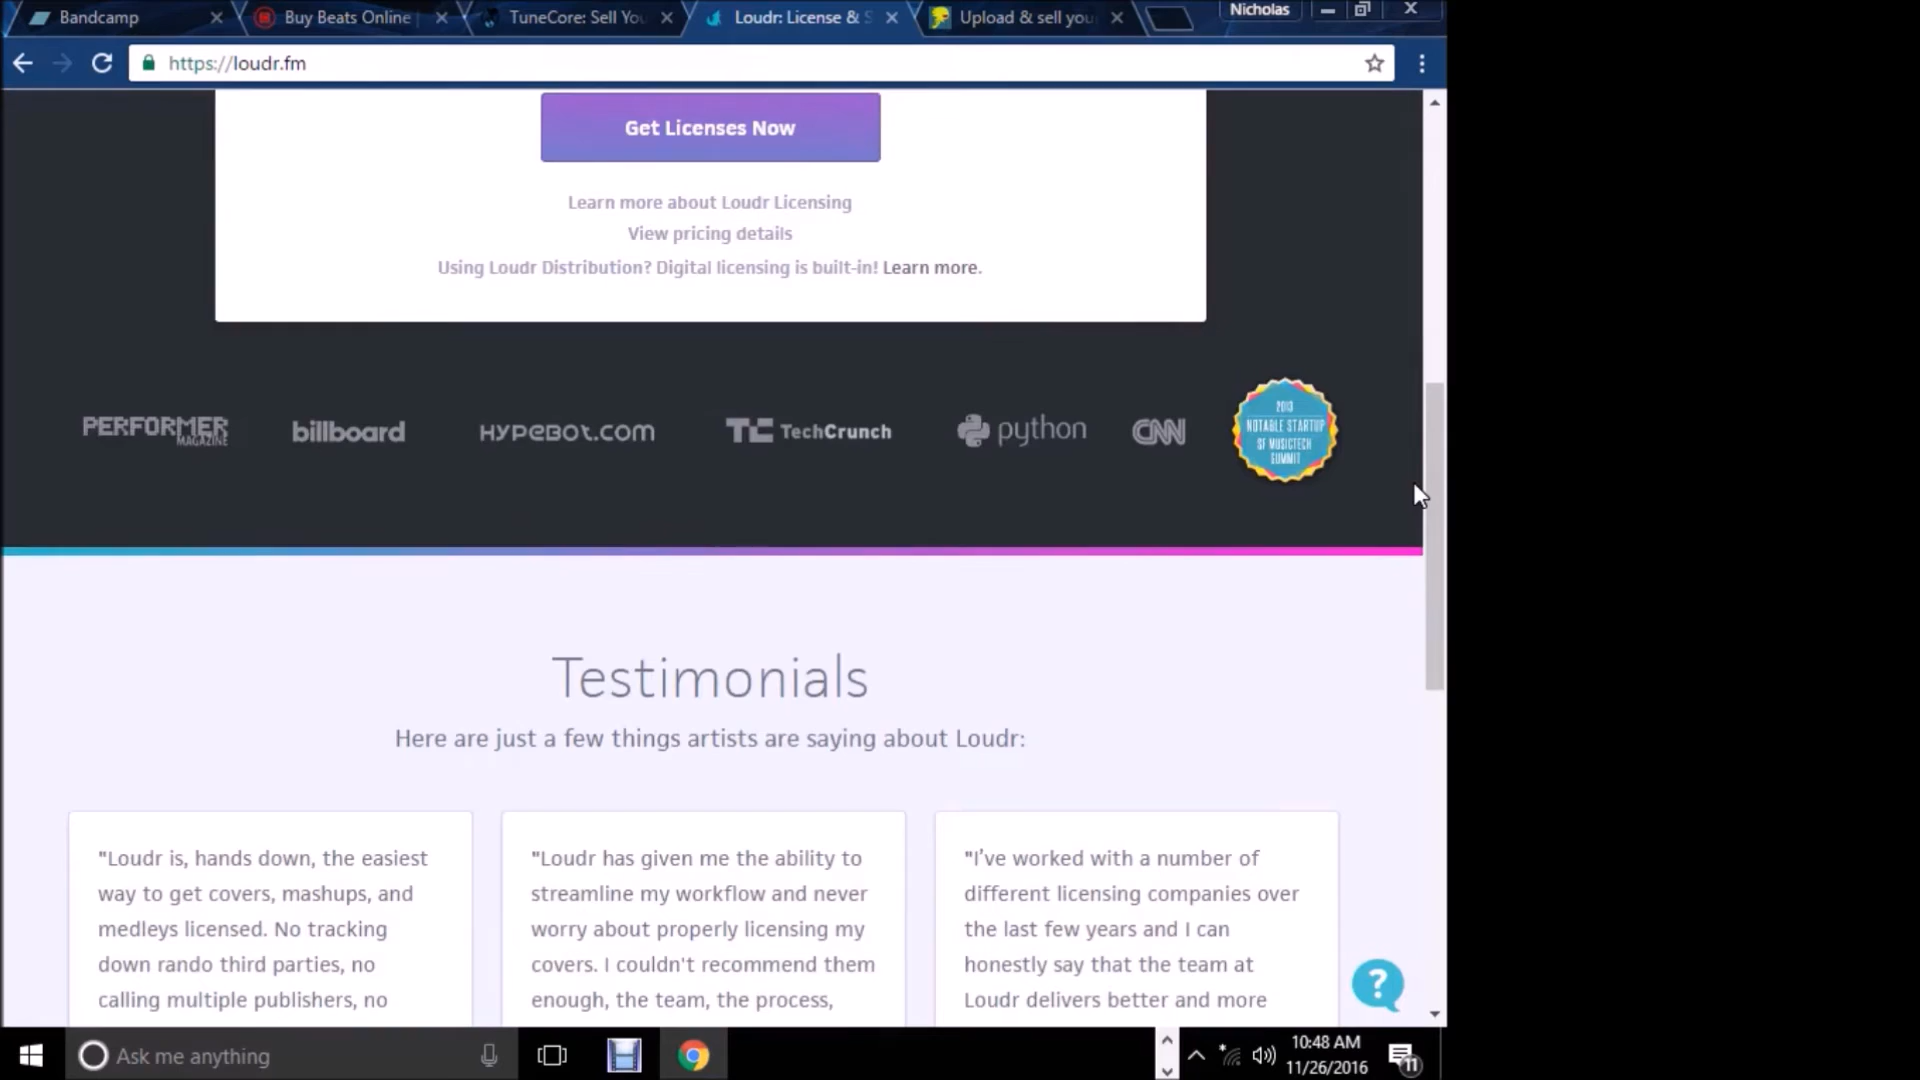 Bandcamp
Buy Beats Online
TuneCore: Sell You
Loudr: License & S
Upload & sell you
Nicholas
https://loudr.fm
Get Licenses Now
Learn more about Loudr Licensing
View pricing details
Using Loudr Distribution? Digital licensing is built-in! Learn more.
PERFORMER
MAGAZINE
billboard
HYPEBOT.COM
TC TechCrunch
python
CNN
2013
NOTABLE STARTUP
SF MUSICTECH
SUMMIT
Testimonials
Here are just a few things artists are saying about Loudr:
"Loudr is, hands down, the easiest
way to get covers, mashups, and
medleys licensed. No tracking
down rando third parties, no
calling multiple publishers, no
"Loudr has given me the ability to
streamline my workflow and never
worry about properly licensing my
covers. I couldn't recommend them
enough, the team, the process,
"I've worked with a number of
different licensing companies over
the last few years and I can
honestly say that the team at
Loudr delivers better and more
?
Ask me anything
10:48 AM
11/26/2016
11